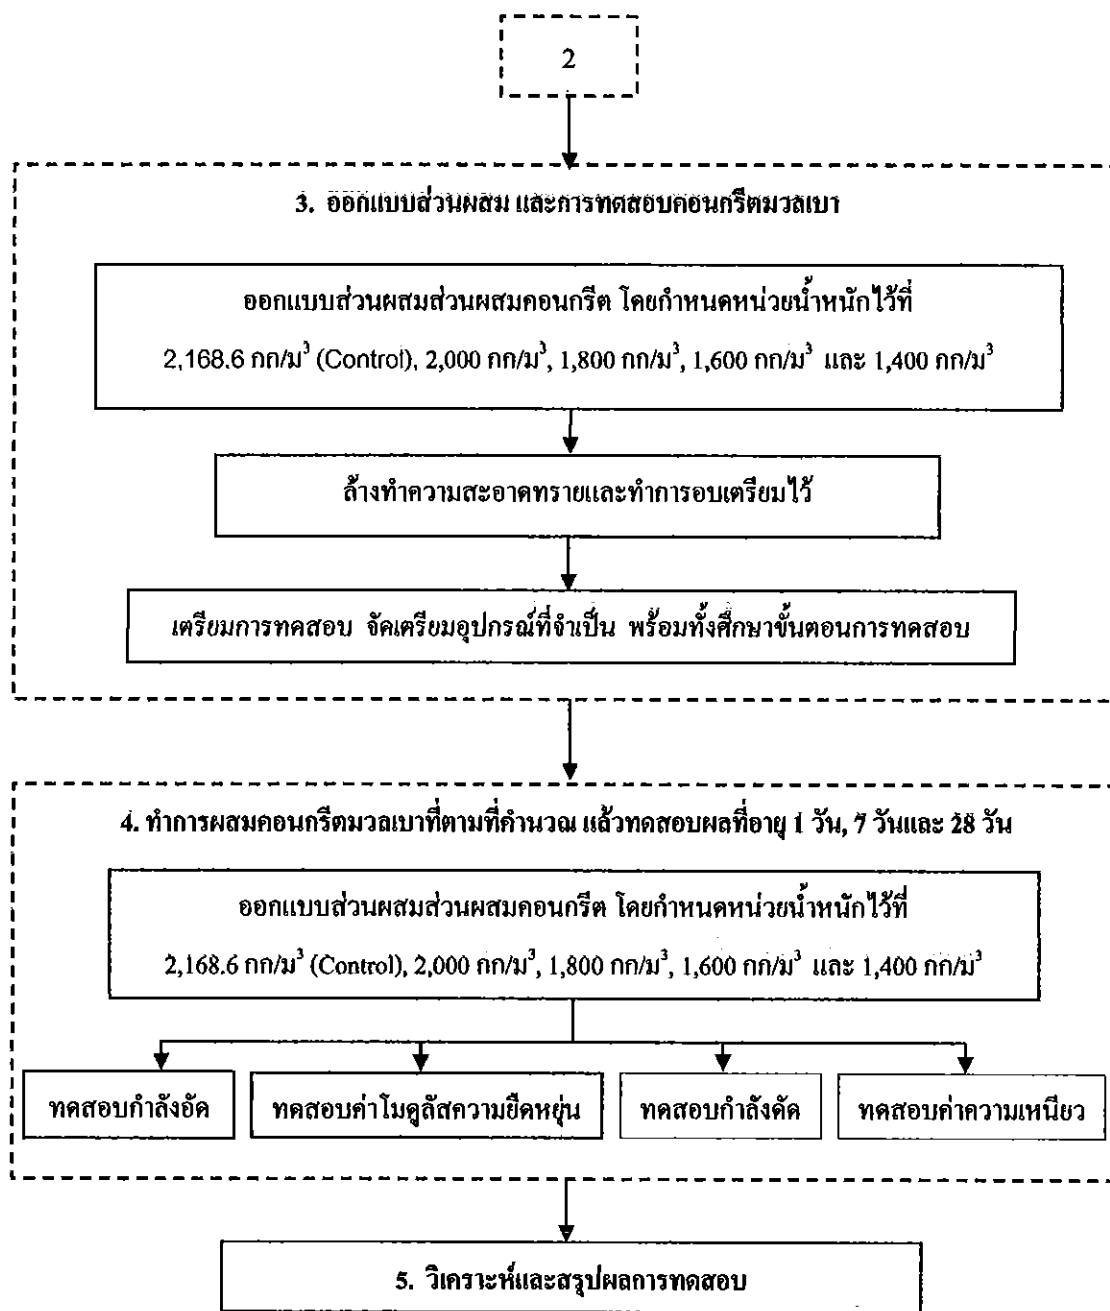 2
3. ออกแบบส่วนผสม และการทดสอบคอนกรีตมวลเบา
ออกแบบส่วนผสมส่วนผสมคอนกรีต โดยกำหนดหน่วยน้ำหนักไว้ที่
2,168.6 กก/ม³ (Control), 2,000 กก/ม³, 1,800 กก/ม³, 1,600 กก/ม³ และ 1,400 กก/ม³
ล้างทำความสะอาดทรายและทำการอบเตรียมไว้
เตรียมการทดสอบ จัดเตรียมอุปกรณ์ที่จำเป็น พร้อมทั้งศึกษาขั้นตอนการทดสอบ
4. ทำการผสมคอนกรีตมวลเบาที่ตามที่คำนวณ แล้วทดสอบผลที่อายุ 1 วัน, 7 วันและ 28 วัน
ออกแบบส่วนผสมส่วนผสมคอนกรีต โดยกำหนดหน่วยน้ำหนักไว้ที่
2,168.6 กก/ม³ (Control), 2,000 กก/ม³, 1,800 กก/ม³, 1,600 กก/ม³ และ 1,400 กก/ม³
ทดสอบกำลังอัด
ทดสอบค่าโมดูลัสความยืดหยุ่น
ทดสอบกำลังดัด
ทดสอบค่าความเหนียว
5. วิเคราะห์และสรุปผลการทดสอบ